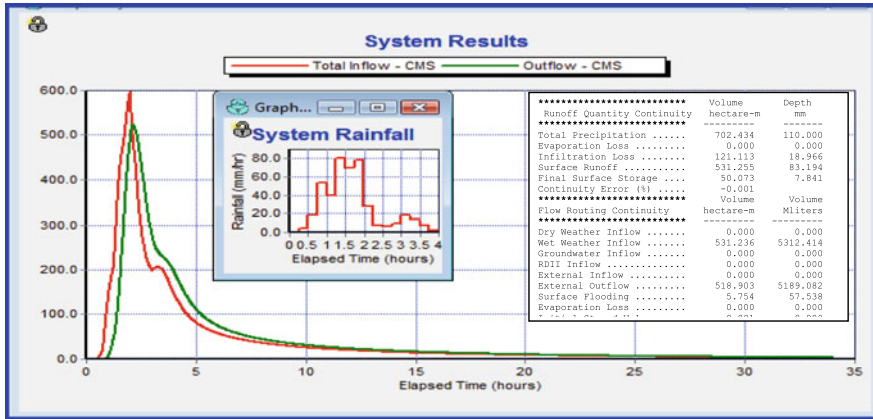 System Results
Total Inflow - CMS Outflow - CMS
600.0
500.0
400.0
300.0
200.0
100.0
0.0
0 5 10 15 20 25 30 35
Elapsed Time (hours)
Graph...
System Rainfall
Rainfall (mm/hr)
80.0
60.0
40.0
20.0
0.0
0 0.5 1 1.5 2 2.5 3 3.5 4
Elapsed Time (hours)
************************** Volume Depth
Runoff Quantity Continuity hectare-m mm
************************** --------- -------
Total Precipitation ...... 702.434 110.000
Evaporation Loss ......... 0.000 0.000
Infiltration Loss ........ 121.113 18.966
Surface Runoff ........... 531.255 83.194
Final Surface Storage .... 50.073 7.841
Continuity Error (%) ..... -0.001
************************** Volume Volume
Flow Routing Continuity hectare-m Mliters
************************** --------- ---------
Dry Weather Inflow ....... 0.000 0.000
Wet Weather Inflow ....... 531.236 5312.414
Groundwater Inflow ....... 0.000 0.000
RDII Inflow .............. 0.000 0.000
External Inflow .......... 0.000 0.000
External Outflow ......... 518.903 5189.082
Surface Flooding ......... 5.754 57.538
Evaporation Loss ......... 0.000 0.000